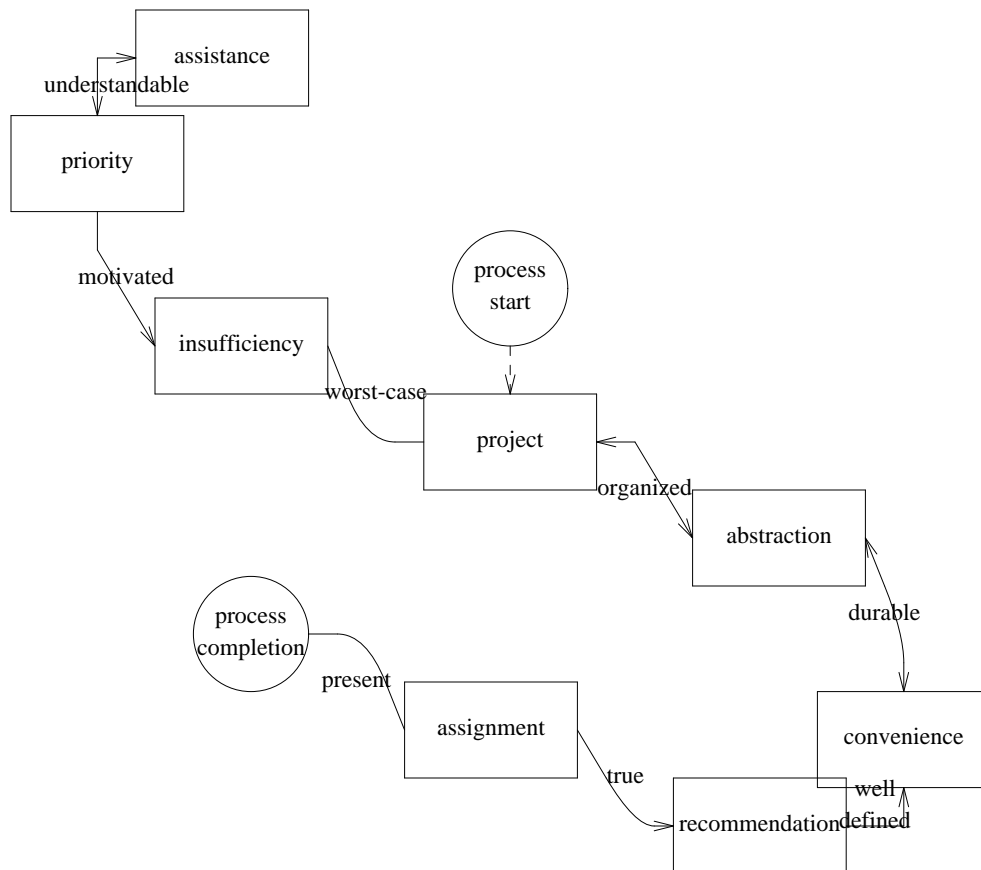 assistance
understandable
priority
process
start
motivated
insufficiency
worst-case
project
organized
abstraction
process
completion
durable
present
assignment
convenience
true
well
defined
recommendation